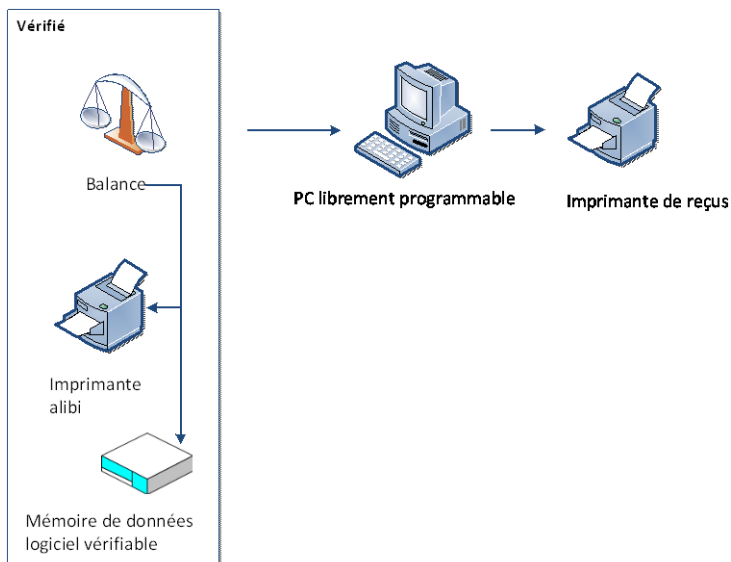 Vérifié
Balance
PC librement programmable
Imprimante de reçus
Imprimante
alibi
Mémoire de données
logiciel vérifiable